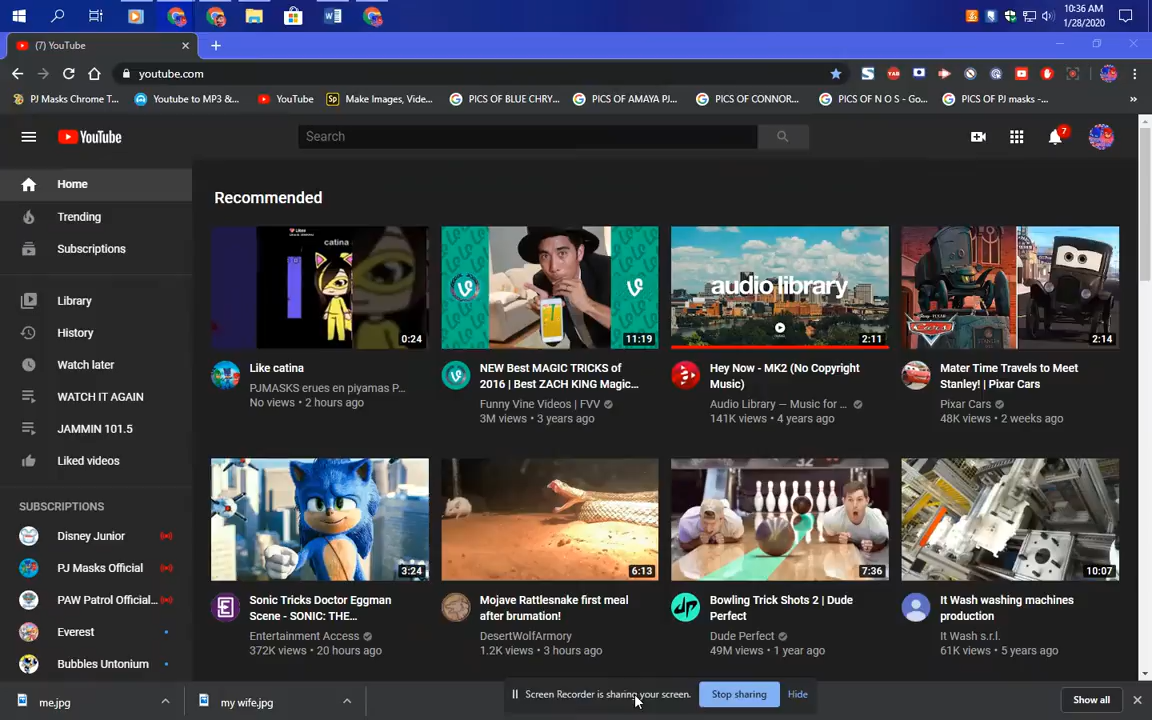 10:36 AM
1/28/2020
(7) YouTube
youtube.com
PJ Masks Chrome T...
Youtube to MP3 &...
YouTube
Make Images, Vide...
PICS OF BLUE CHRY...
PICS OF AMAYA PJ...
PICS OF CONNOR...
PICS OF N O S - Go...
PICS OF PJ masks -...
»
YouTube
Search
7
Home
Trending
Subscriptions
Library
History
Watch later
WATCH IT AGAIN
JAMMIN 101.5
Liked videos
SUBSCRIPTIONS
Disney Junior
PJ Masks Official
PAW Patrol Official...
Everest
Bubbles Untonium
Recommended
catina
0:24
Like catina
PJMASKS erues en piyamas P...
No views • 2 hours ago
11:19
NEW Best MAGIC TRICKS of
2016 | Best ZACH KING Magic...
Funny Vine Videos | FVV
3M views • 3 years ago
audio library
2:11
Hey Now - MK2 (No Copyright
Music)
Audio Library — Music for ...
141K views • 4 years ago
Cars
2:14
Mater Time Travels to Meet
Stanley! | Pixar Cars
Pixar Cars
48K views • 2 weeks ago
3:24
Sonic Tricks Doctor Eggman
Scene - SONIC: THE...
Entertainment Access
372K views • 20 hours ago
6:13
Mojave Rattlesnake first meal
after brumation!
DesertWolfArmory
1.2K views • 3 hours ago
32
7:36
Bowling Trick Shots 2 | Dude
Perfect
Dude Perfect
49M views • 1 year ago
10:07
It Wash washing machines
production
It Wash s.r.l.
61K views • 5 years ago
me.jpg
my wife.jpg
Screen Recorder is sharing your screen.
Stop sharing
Hide
Show all